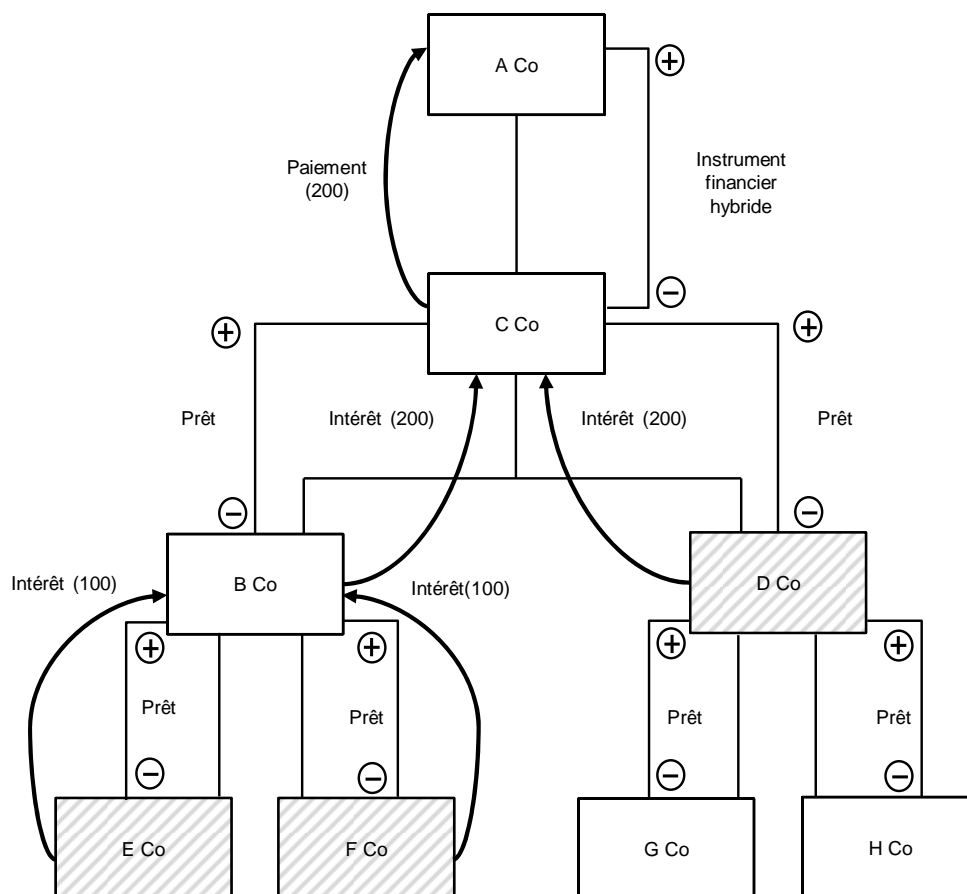 A Co
+
Paiement
(200)
Instrument
financier
hybride
−
C Co
+
+
Prêt
Intérêt (200)
Intérêt (200)
Prêt
−
−
Intérêt (100)
B Co
Intérêt(100)
D Co
+
+
+
+
Prêt
Prêt
Prêt
Prêt
−
−
−
−
E Co
F Co
G Co
H Co